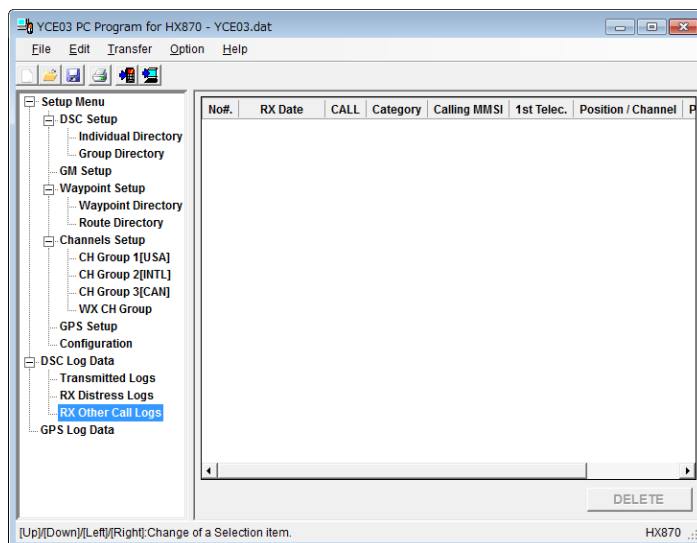 YCE03 PC Program for HX870 - YCE03.dat
File Edit Transfer Option Help
Setup Menu
DSC Setup
Individual Directory
Group Directory
GM Setup
Waypoint Setup
Waypoint Directory
Route Directory
Channels Setup
CH Group 1[USA]
CH Group 2[INTL]
CH Group 3[CAN]
WX CH Group
GPS Setup
Configuration
DSC Log Data
Transmitted Logs
RX Distress Logs
RX Other Call Logs
GPS Log Data
No#. RX Date CALL Category Calling MMSI 1st Telec. Position / Channel P
DELETE
[Up]/[Down]/[Left]/[Right]:Change of a Selection item. HX870